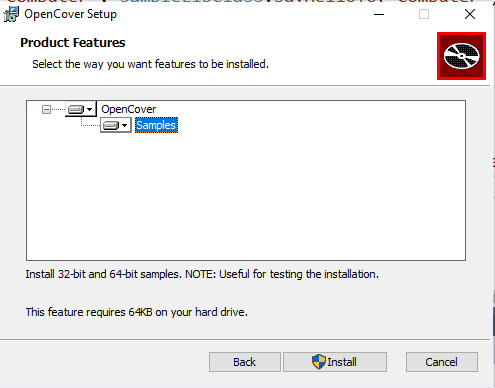 OpenCover Setup
Product Features
Select the way you want features to be installed.
OpenCover
Samples
Install 32-bit and 64-bit samples. NOTE: Useful for testing the installation.
This feature requires 64KB on your hard drive.
Back
Install
Cancel